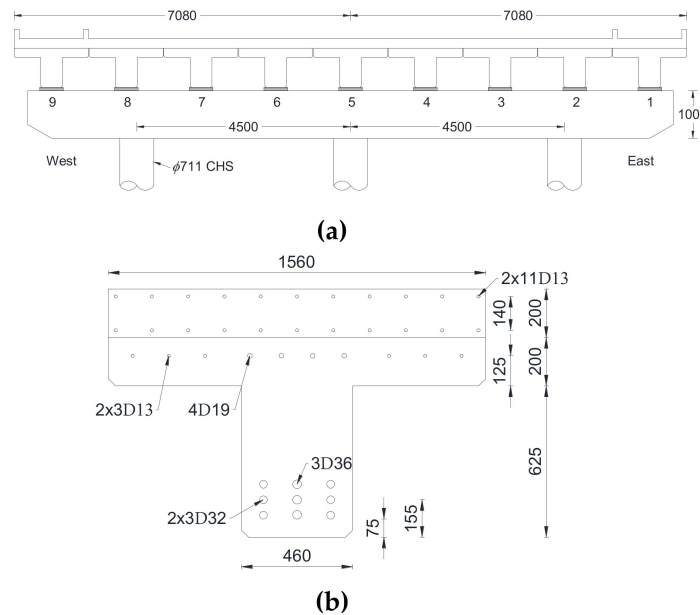 7080 7080
9 8 7 6 5 4 3 2 1
100
4500 4500
West ϕ711 CHS East
(a)
1560
2x11D13
140 200
125 200
2x3D13 4D19
3D36
625
2x3D32
75 155
460
(b)